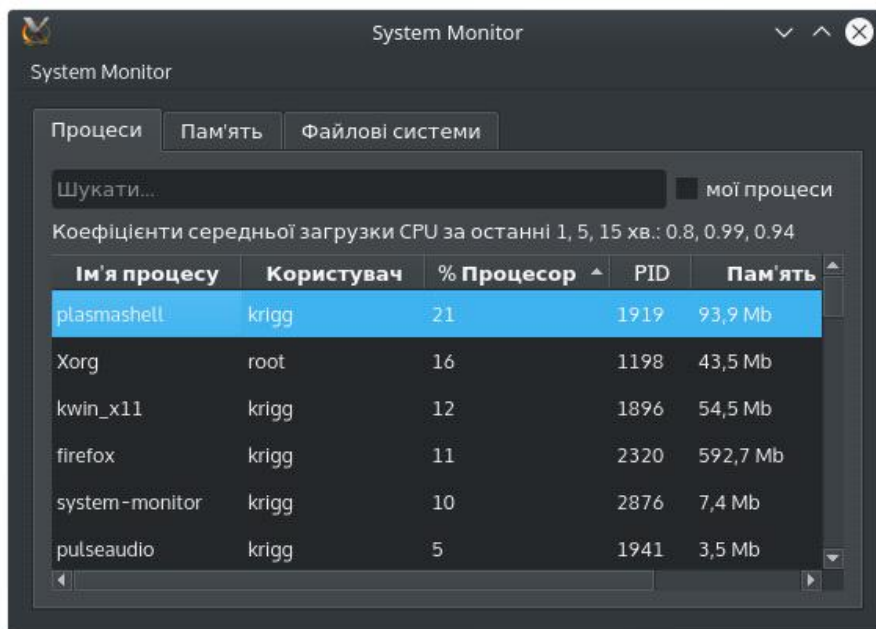 System Monitor
System Monitor
Процеси Пам'ять Файлові системи
Шукати... мої процеси
Коефіцієнти середньої загрузки CPU за останні 1, 5, 15 хв.: 0.8, 0.99, 0.94
Ім'я процесу Користувач % Процесор PID Пам'ять
plasmashell krigg 21 1919 93,9 Mb
Xorg root 16 1198 43,5 Mb
kwin_x11 krigg 12 1896 54,5 Mb
firefox krigg 11 2320 592,7 Mb
system-monitor krigg 10 2876 7,4 Mb
pulseaudio krigg 5 1941 3,5 Mb